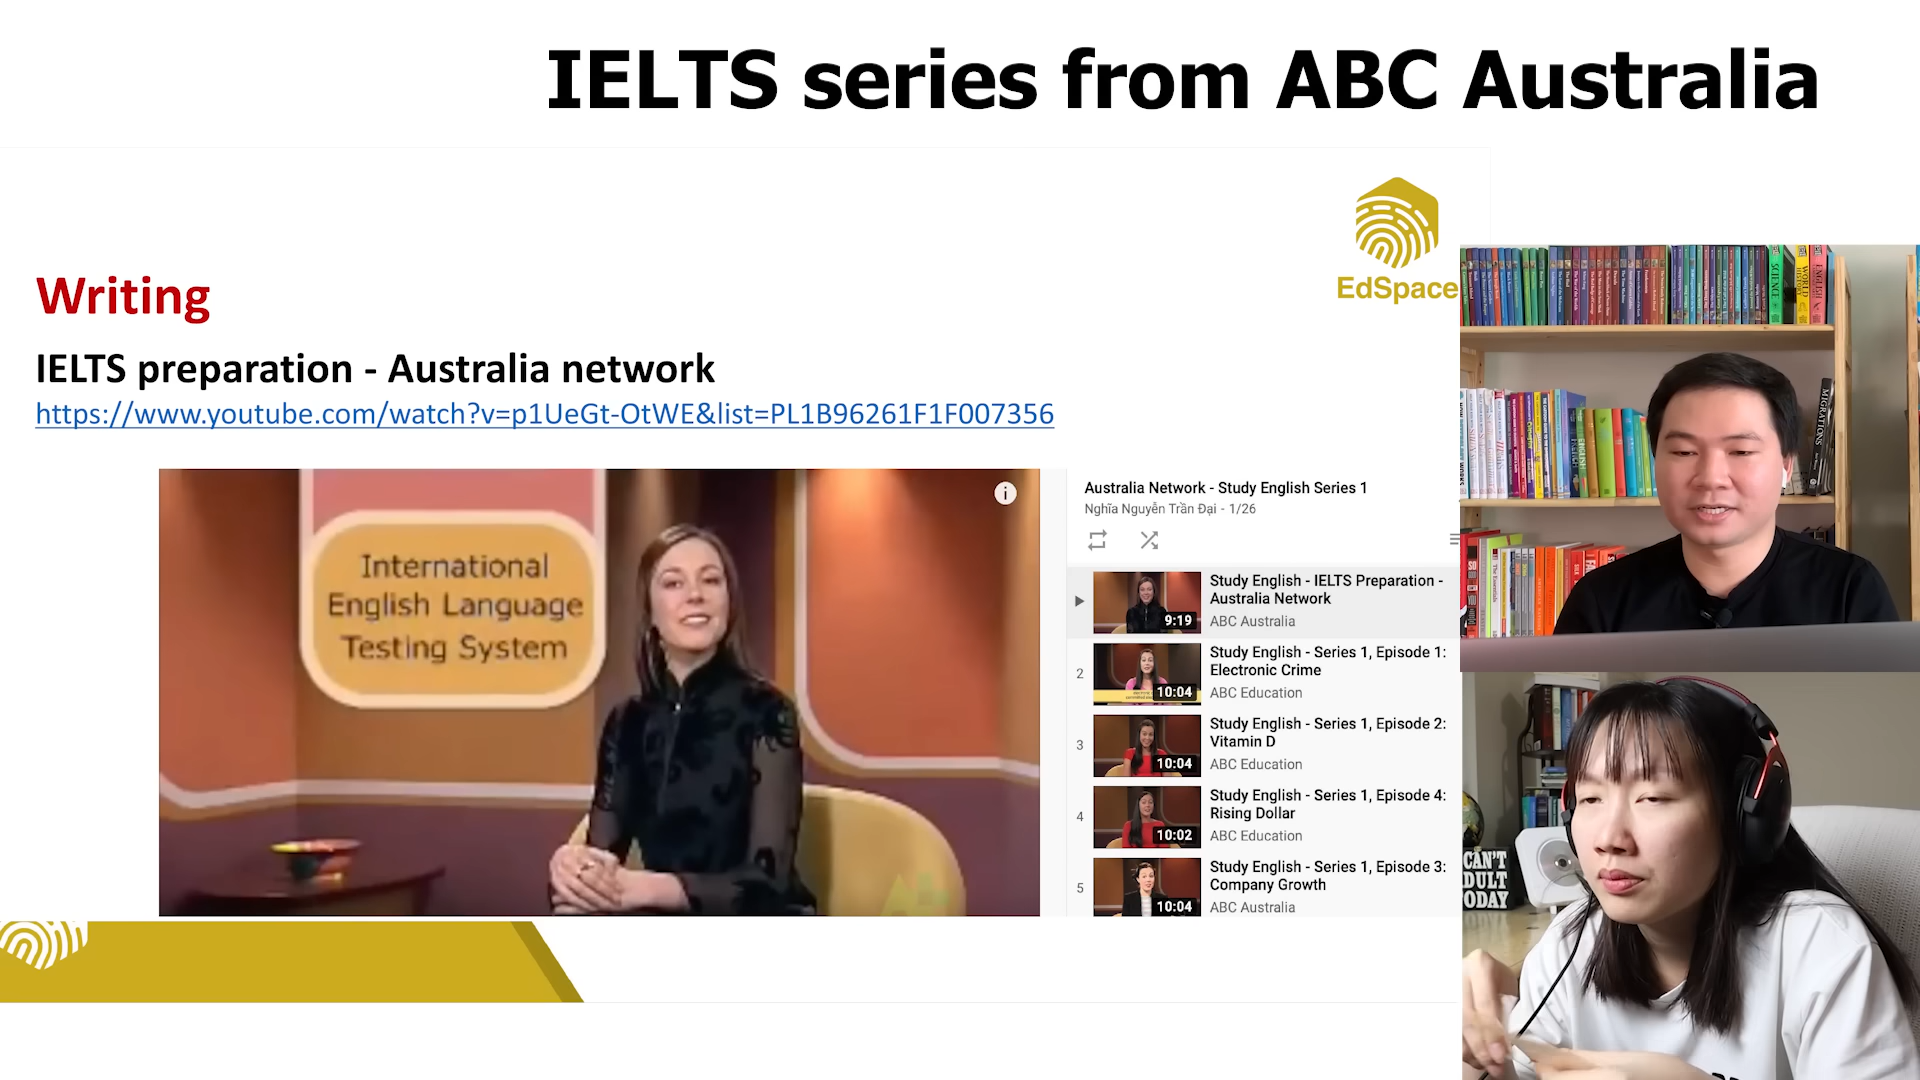 IELTS series from ABC Australia
EdSpace
Writing
IELTS preparation - Australia network
https://www.youtube.com/watch?v=p1UeGt-OtWE&list=PL1B96261F1F007356
International
English Language
Testing System
Australia Network - Study English Series 1
Nghĩa Nguyễn Trần Đại - 1/26
Study English - IELTS Preparation -
Australia Network
ABC Australia
9:19
2
Study English - Series 1, Episode 1:
Electronic Crime
ABC Education
10:04
3
Study English - Series 1, Episode 2:
Vitamin D
ABC Education
10:04
4
Study English - Series 1, Episode 4:
Rising Dollar
ABC Education
10:02
5
Study English - Series 1, Episode 3:
Company Growth
ABC Australia
10:04
SCIENCE
WORLD HISTORY
ENGLISH
MIGRATIONS
CAN'T
DULT
ODAY